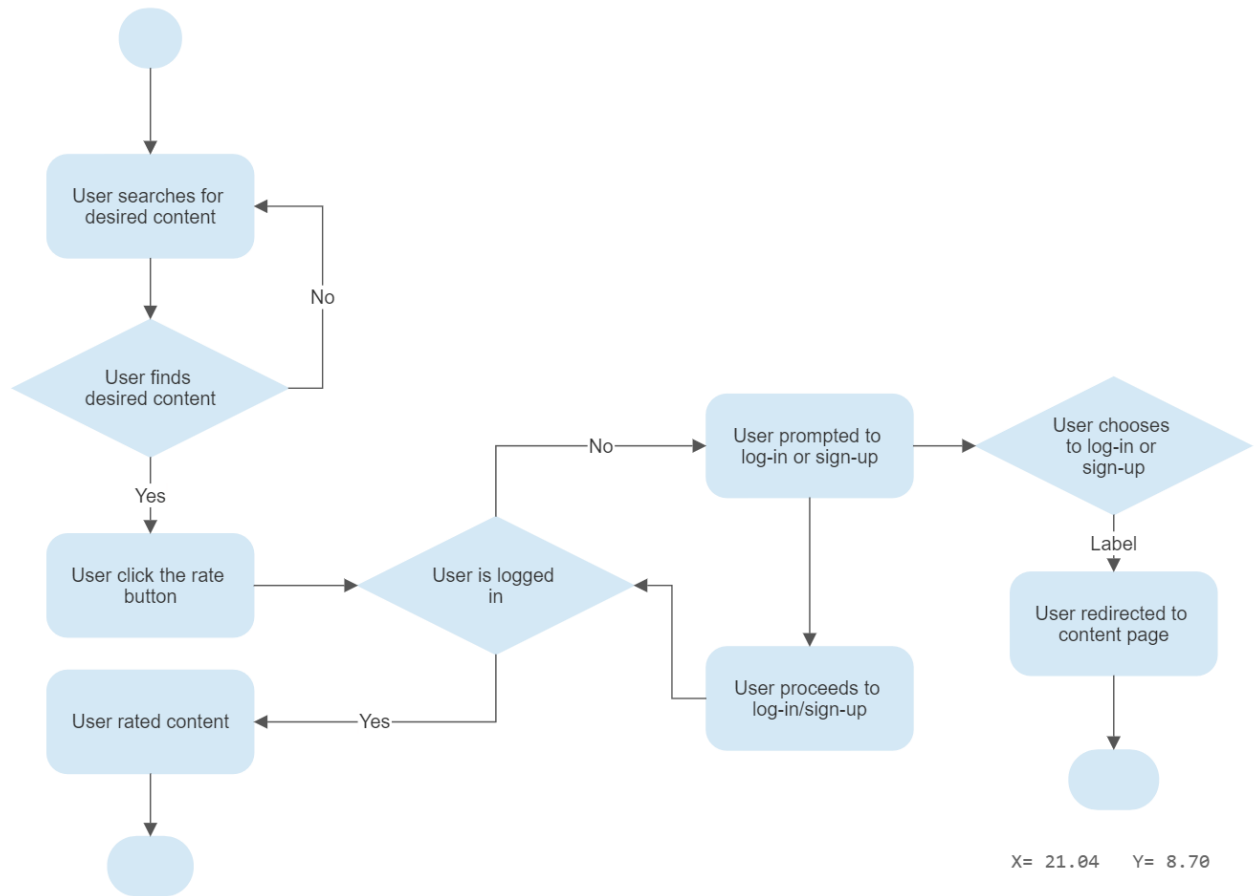 User searches for
desired content
No
User finds
desired content
Yes
User click the rate
button
User is logged
in
No
User prompted to
log-in or sign-up
User chooses
to log-in or
sign-up
Label
User redirected to
content page
User proceeds to
log-in/sign-up
Yes
User rated content
X= 21.04 Y= 8.70